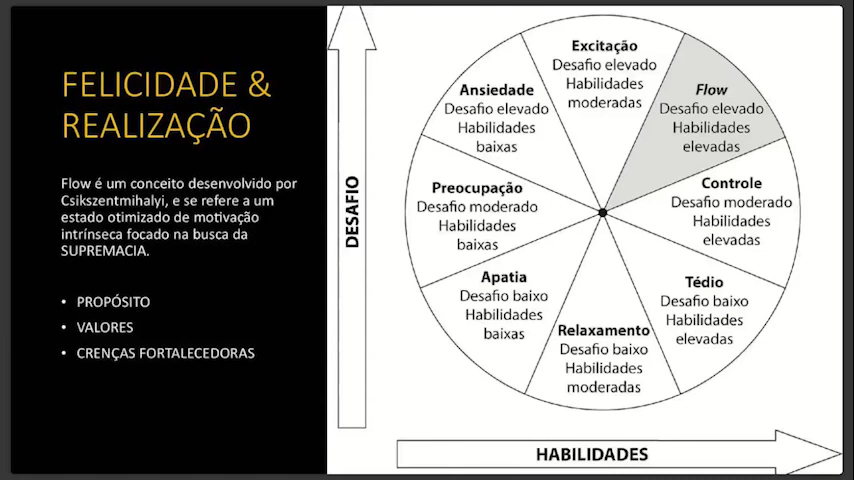 FELICIDADE &
REALIZAÇÃO
Flow é um conceito desenvolvido por
Csikszentmihalyi, e se refere a um
estado otimizado de motivação
intrínseca focado na busca da
SUPREMACIA.
• PROPÓSITO
• VALORES
• CRENÇAS FORTALECEDORAS
DESAFIO
Excitação
Desafio elevado
Habilidades
moderadas
Flow
Desafio elevado
Habilidades
elevadas
Controle
Desafio moderado
Habilidades
elevadas
Tédio
Desafio baixo
Habilidades
elevadas
Relaxamento
Desafio baixo
Habilidades
moderadas
Apatia
Desafio baixo
Habilidades
baixas
Preocupação
Desafio moderado
Habilidades
baixas
Ansiedade
Desafio elevado
Habilidades
baixas
HABILIDADES